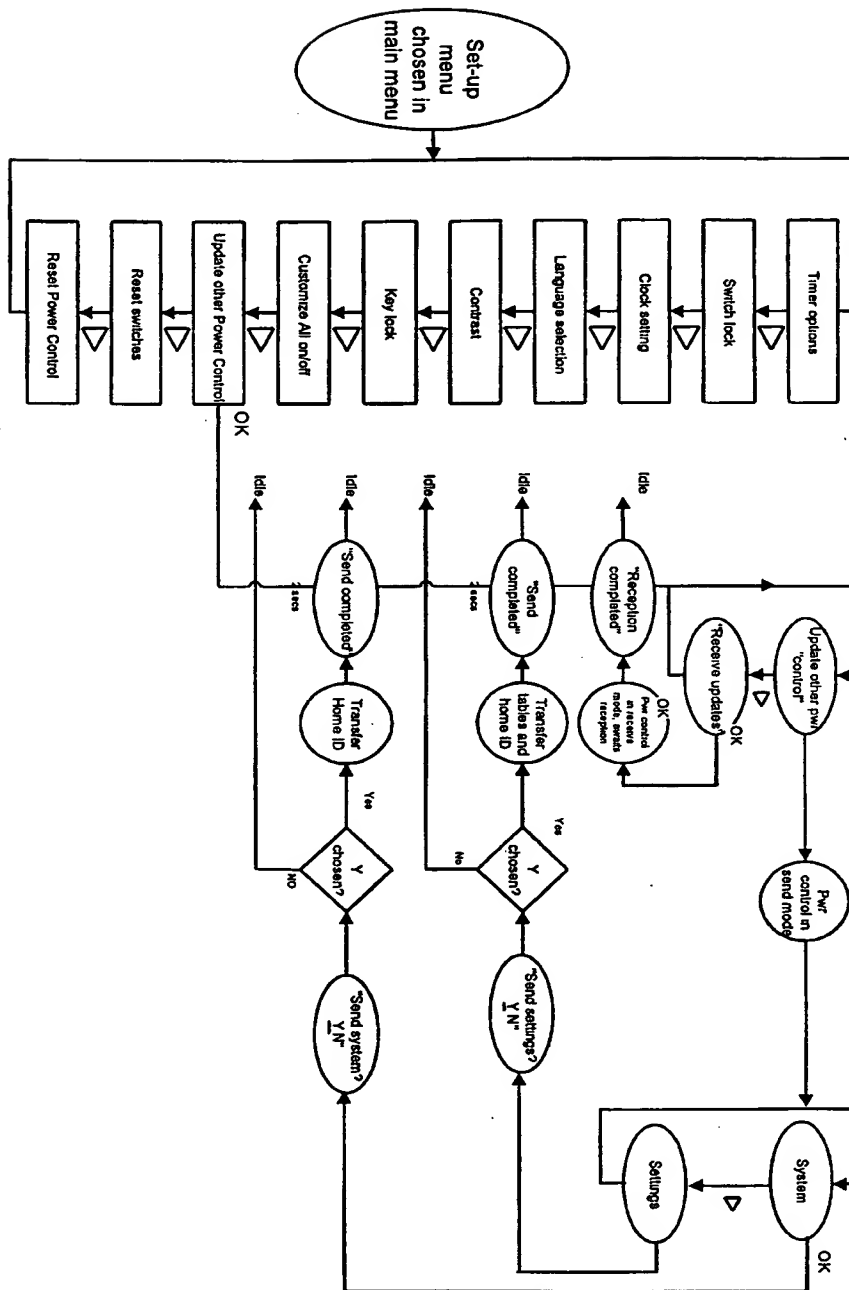 Set-up
menu
chosen in
main menu
Timer options
Switch lock
Clock setting
Language selection
Contrast
Key lock
Customize All on/off
Update other Power Control
Reset switches
Reset Power Control
OK
Idle
Idle
Idle
Idle
Idle
"Reception
completed"
"Send
completed"
2 secs
"Send completed"
2 secs
Update other pwr
"control"
"Receive updates?"
OK
OK
Pwr control
in receive
mode, awaits
reception
Transfer
tables and
home ID
Transfer
Home ID
Yes
Yes
No
NO
Y
chosen?
Y
chosen?
Pwr
control in
send mode
"Send settings?
Y N"
"Send system?
Y N"
System
Settings
OK